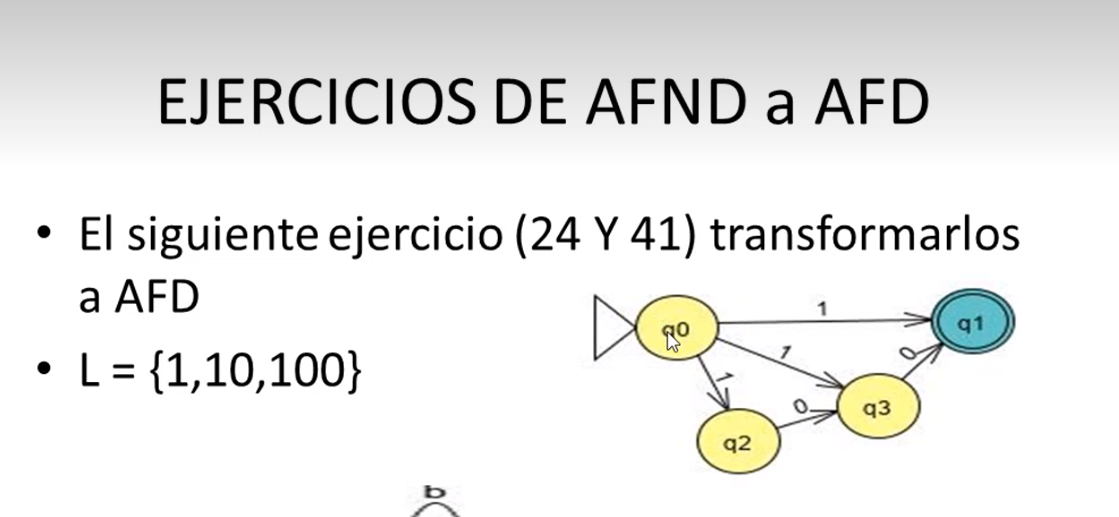 EJERCICIOS DE AFND a AFD
• El siguiente ejercicio (24 Y 41) transformarlos
a AFD
• L = {1,10,100}
q0
1
q1
1
1
0
q3
0
q2
b